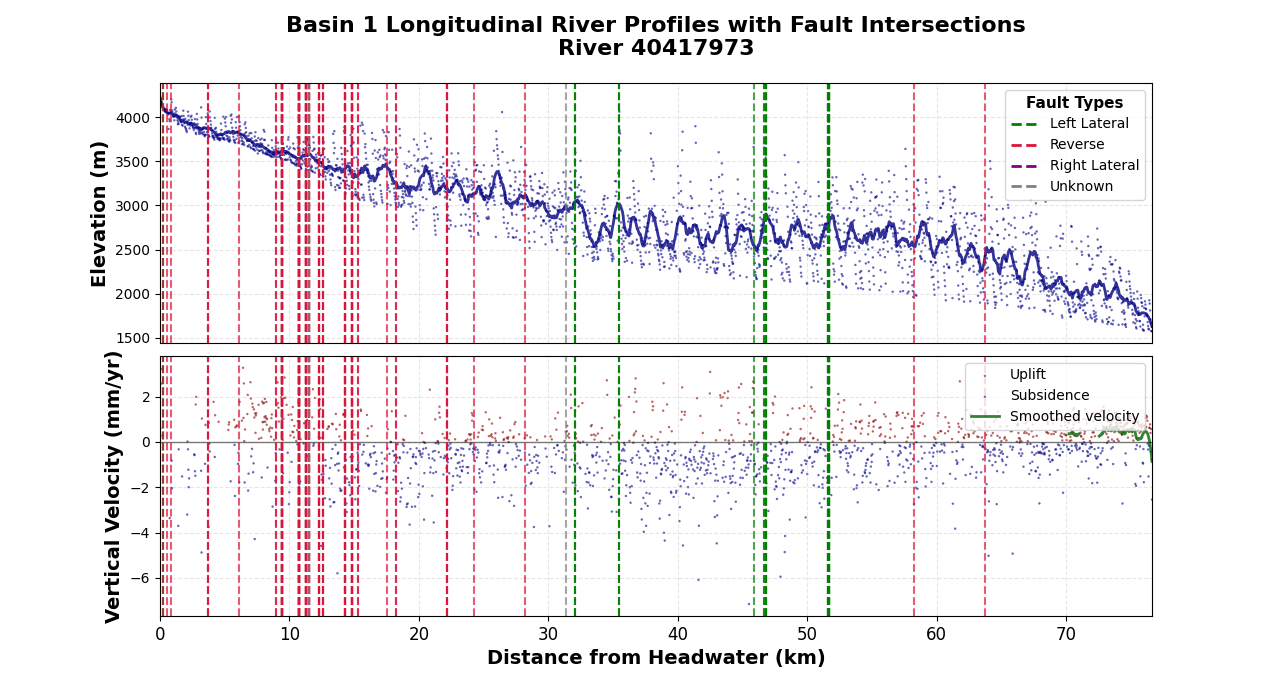 Basin 1 Longitudinal River Profiles with Fault Intersections
River 40417973
Elevation (m)
4000
3500
3000
2500
2000
1500
Fault Types
Left Lateral
Reverse
Right Lateral
Unknown
Vertical Velocity (mm/yr)
2
0
−2
−4
−6
Uplift
Subsidence
Smoothed velocity
0 10 20 30 40 50 60 70
Distance from Headwater (km)